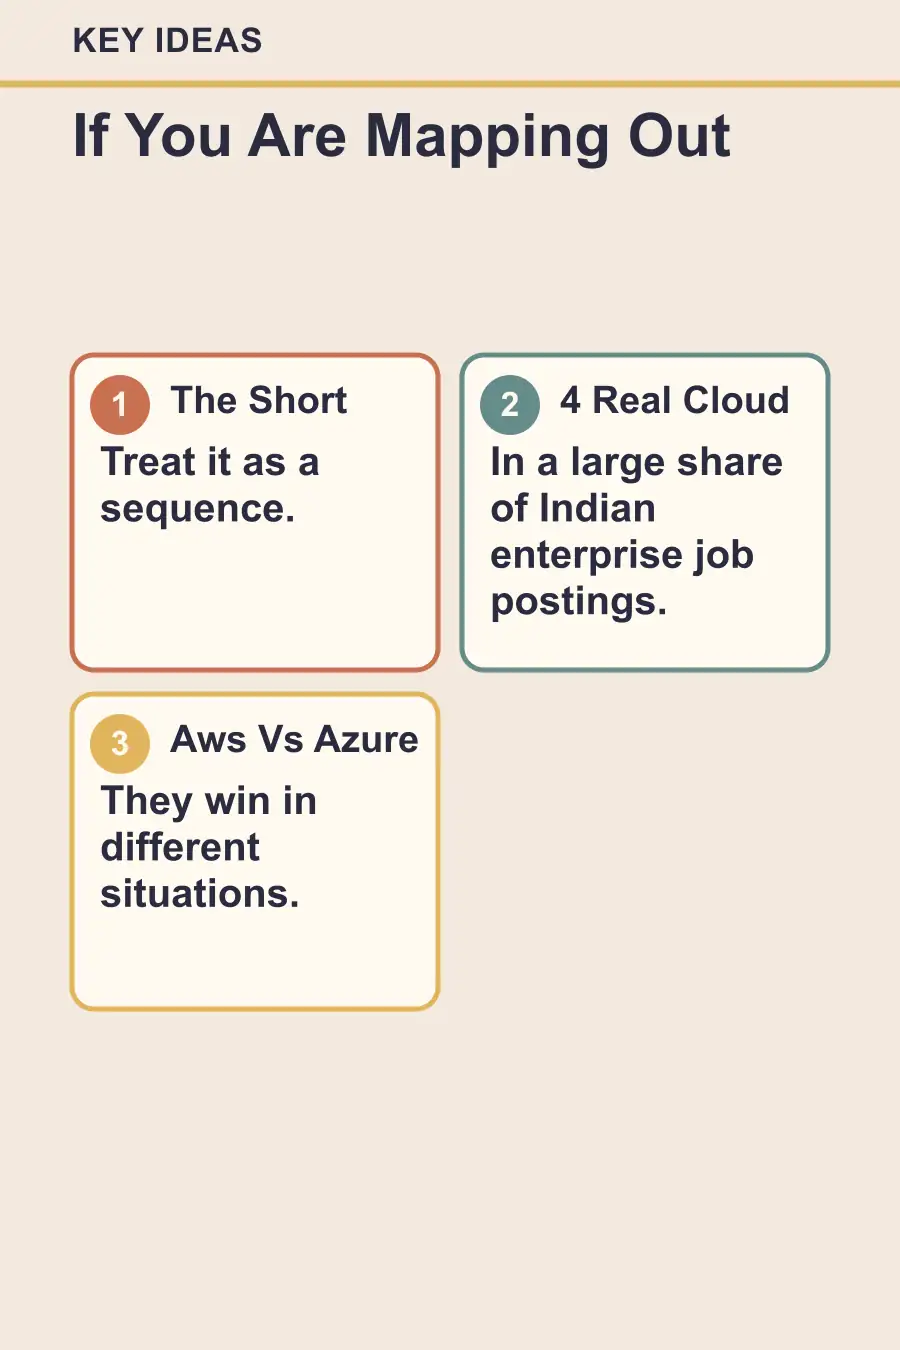 KEY IDEAS
If You Are Mapping Out
1 The Short
Treat it as a
sequence.
2 4 Real Cloud
In a large share
of Indian
enterprise job
postings.
3 Aws Vs Azure
They win in
different
situations.